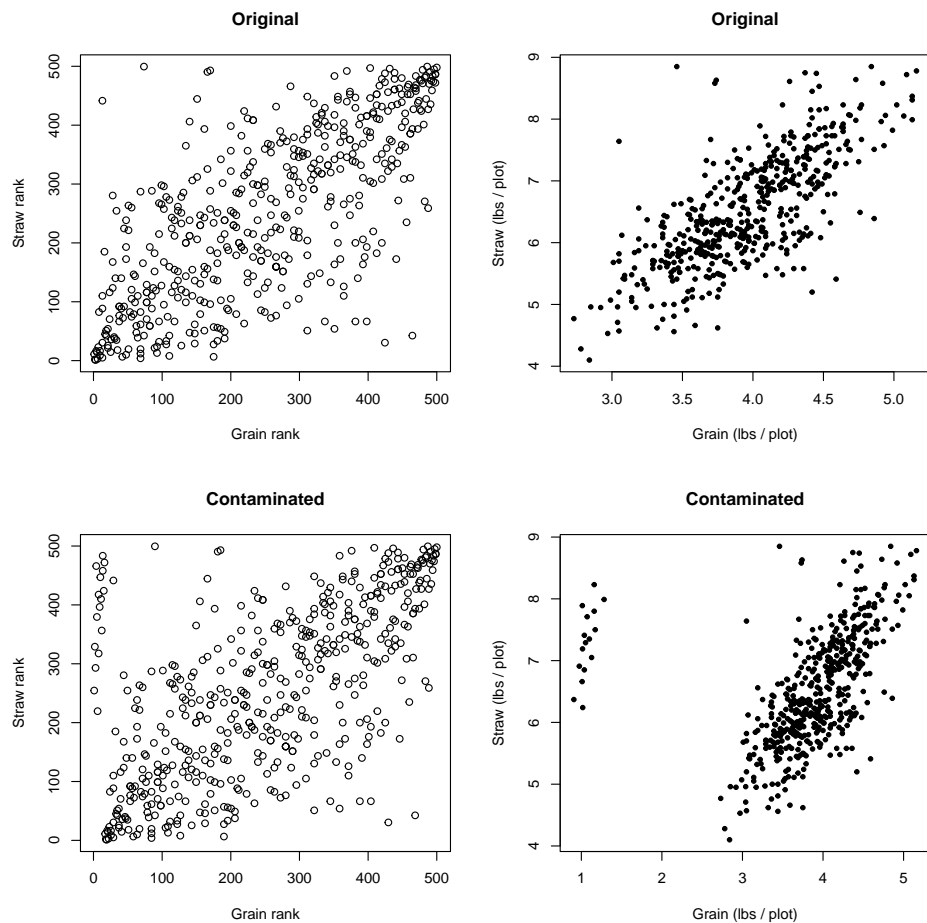 Original
Original
500
400
300
200
100
0
Straw rank
0 100 200 300 400 500
Grain rank
9
8
7
6
5
4
Straw (lbs / plot)
3.0 3.5 4.0 4.5 5.0
Grain (lbs / plot)
Contaminated
Contaminated
500
400
300
200
100
0
Straw rank
0 100 200 300 400 500
Grain rank
9
8
7
6
5
4
Straw (lbs / plot)
1 2 3 4 5
Grain (lbs / plot)